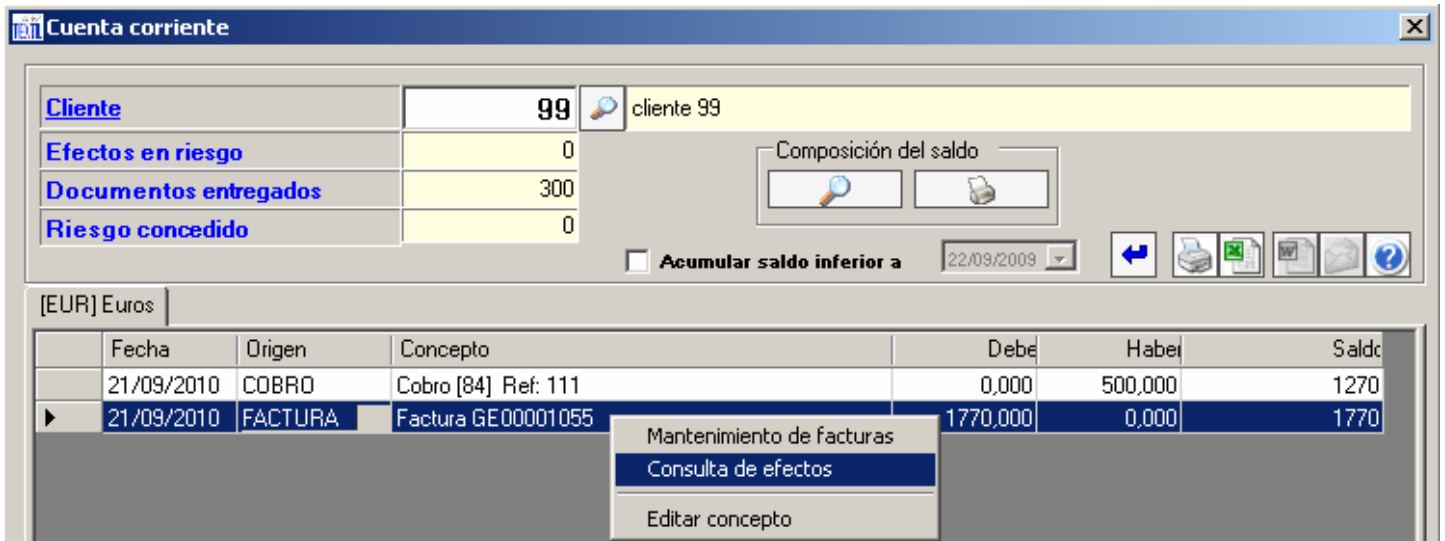 Cuenta corriente
Cliente 99 cliente 99
Efectos en riesgo 0 Composición del saldo
Documentos entregados 300
Riesgo concedido 0
Acumular saldo inferior a 22/09/2009
[EUR] Euros
Fecha Origen Concepto Debe Haber Saldo
21/09/2010 COBRO Cobro [84] Ref: 111 0,000 500,000 1270
21/09/2010 FACTURA Factura GE00001055 1770,000 0,000 1770
Mantenimiento de facturas
Consulta de efectos
Editar concepto